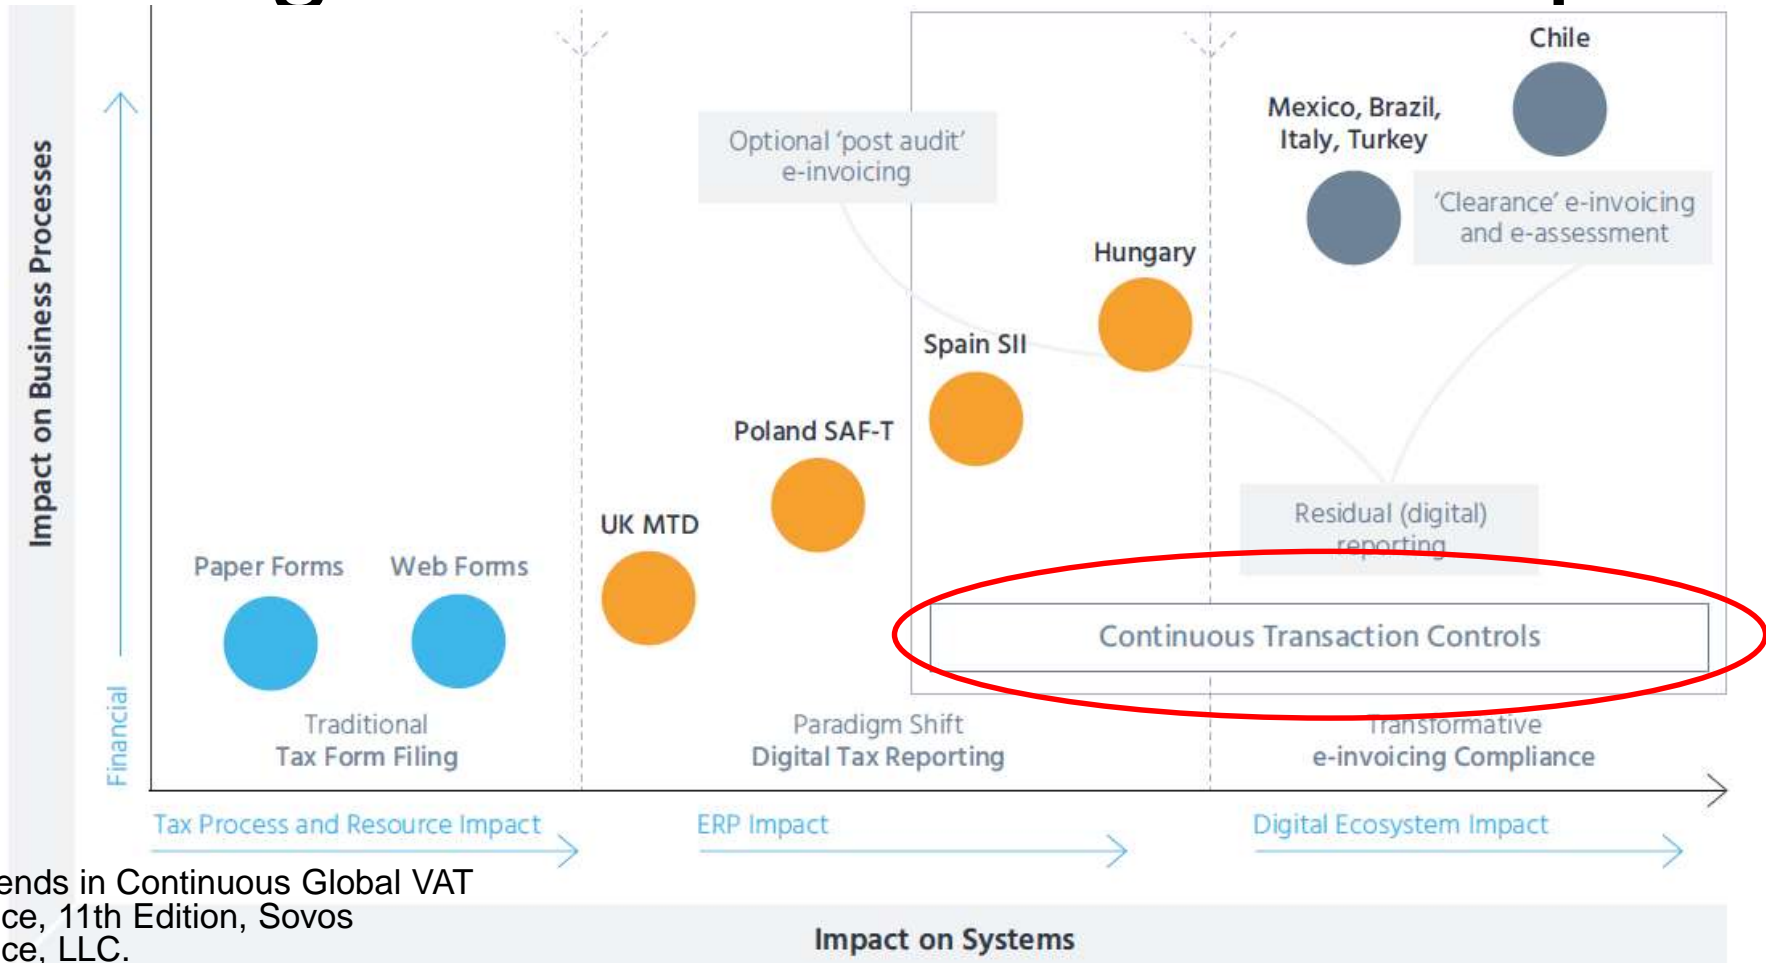 Chile
Mexico, Brazil,
Italy, Turkey
Optional ‘post audit’
e-invoicing
‘Clearance’ e-invoicing
and e-assessment
Hungary
Spain SII
Poland SAF-T
UK MTD
Residual (digital)
reporting
Paper Forms
Web Forms
Continuous Transaction Controls
Impact on Business Processes
Financial
Traditional
Tax Form Filing
Paradigm Shift
Digital Tax Reporting
Transformative
e-invoicing Compliance
Tax Process and Resource Impact
ERP Impact
Digital Ecosystem Impact
in Continuous Global VAT
11th Edition, Sovos
LLC.
Impact on Systems